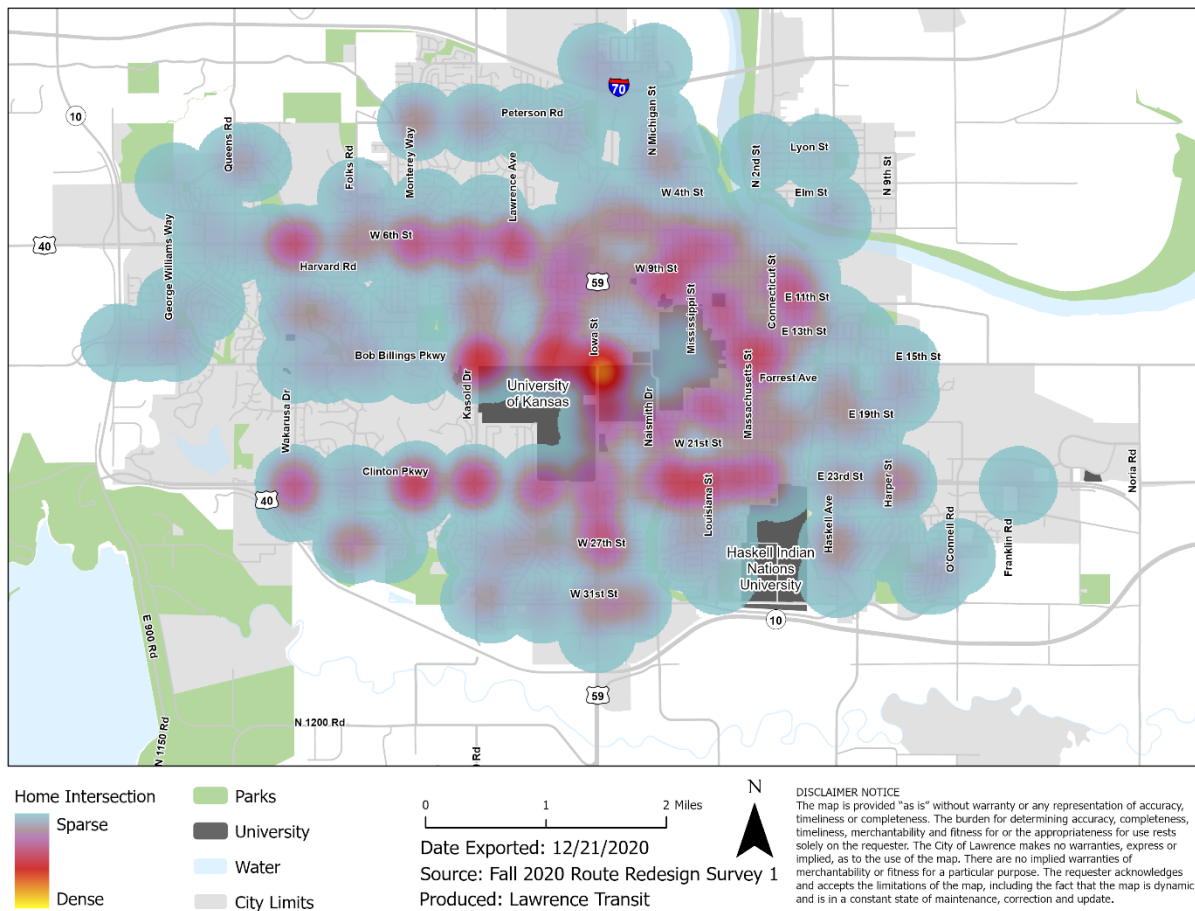 70
Peterson Rd
N Michigan St
10
Queens Rd
Folks Rd
Monterey Way
Lawrence Ave
N 2nd St
Lyon St
N 9th St
W 4th St
Elm St
40
W 6th St
George Williams Way
Harvard Rd
59
W 9th St
Connecticut St
E 11th St
Mississippi St
E 13th St
Iowa St
Bob Billings Pkwy
E 15th St
Kasold Dr
University
of Kansas
Forrest Ave
Naismith Dr
Massachusetts St
E 19th St
Wakarusa Dr
W 21st St
Clinton Pkwy
E 23rd St
Harper St
Noria Rd
40
Louisiana St
Haskell Ave
O'Connell Rd
Franklin Rd
W 27th St
Haskell Indian
Nations
University
W 31st St
10
E 900 Rd
59
N 1200 Rd
N 1150 Rd
Rd
Home Intersection
Sparse
Dense
Parks
University
Water
City Limits
0 1 2 Miles
Date Exported: 12/21/2020
Source: Fall 2020 Route Redesign Survey 1
Produced: Lawrence Transit
N
DISCLAIMER NOTICE
The map is provided "as is" without warranty or any representation of accuracy,
timeliness or completeness. The burden for determining accuracy, completeness,
timeliness, merchantability and fitness for or the appropriateness for use rests
solely on the requester. The City of Lawrence makes no warranties, express or
implied, as to the use of the map. There are no implied warranties of
merchantability or fitness for a particular purpose. The requester acknowledges
and accepts the limitations of the map, including the fact that the map is dynamic
and is in a constant state of maintenance, correction and update.